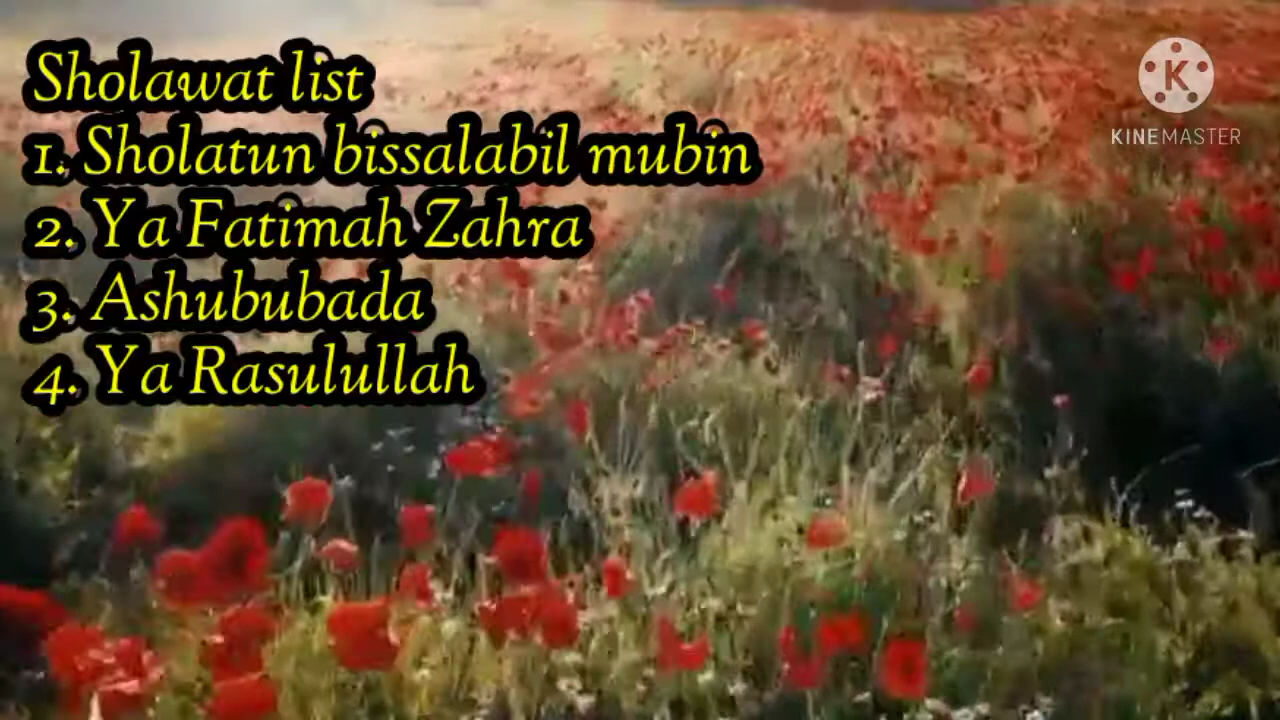 Sholawat list
1. Sholatun bissalabil mubin
2. Ya Fatimah Zahra
3. Ashububada
4. Ya Rasulullah
K
KINEMASTER